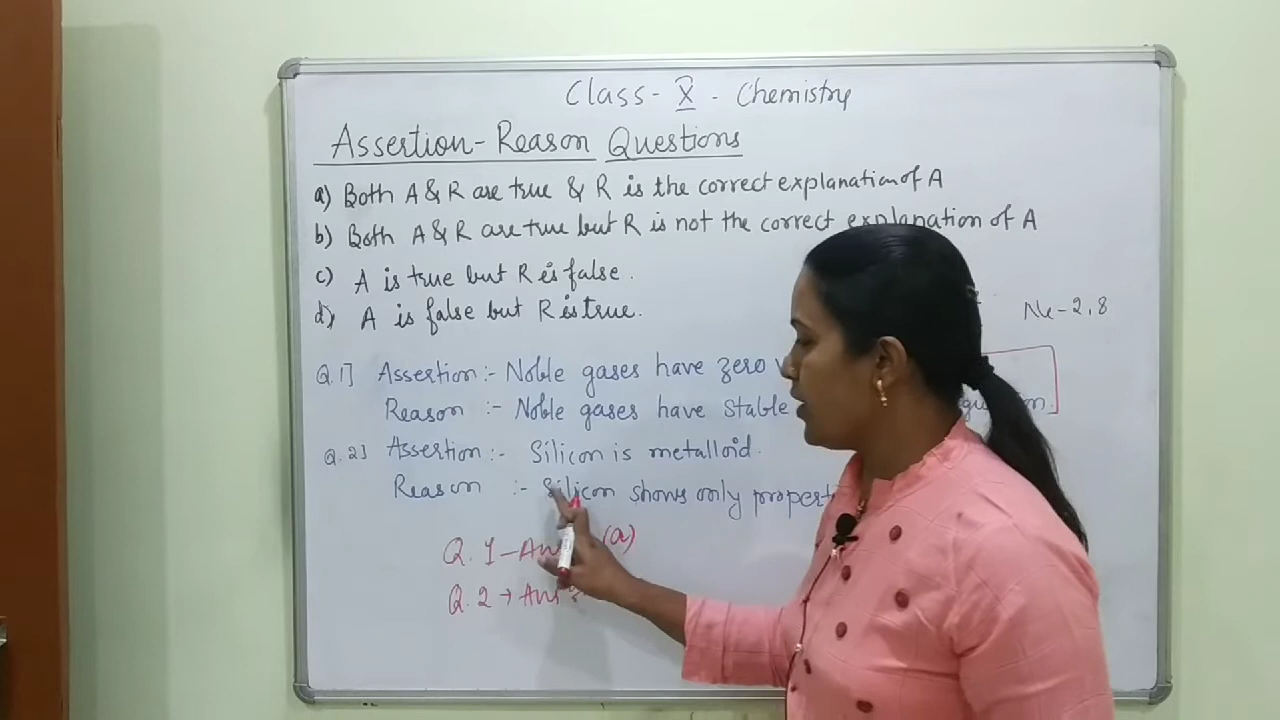 Class - X - Chemistry
Assertion-Reason Questions
a) Both A & R are true & R is the correct explanation of A
b) Both A & R are true but R is not the correct explanation of A
c) A is true but R is false.
d) A is false but R is true.
Ne-2,8
Q.1] Assertion:- Noble gases have zero
Reason :- Noble gases have stable
Q.2] Assertion:- Silicon is metalloid.
Reason :- Silicon shows only
Q.1-Ans (a)
Q.2→Ans: